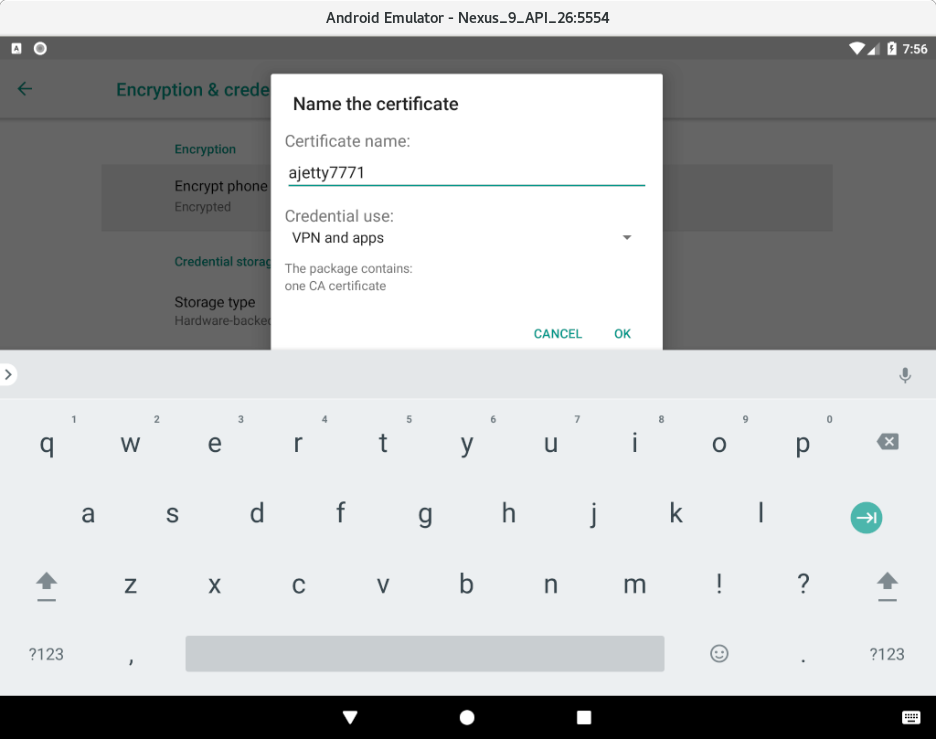 Android Emulator - Nexus_9_API_26:5554
A
7:56
Encryption & crede
Name the certificate
Certificate name:
ajetty7771
Credential use:
VPN and apps
The package contains:
one CA certificate
CANCEL OK
Encryption
Encrypt phone
Encrypted
Credential storag
Storage type
Hardware-backed
1 2 3 4 5 6 7 8 9 0
q w e r t y u i o p
a s d f g h j k l
z x c v b n m ! ?
?123 , . ?123